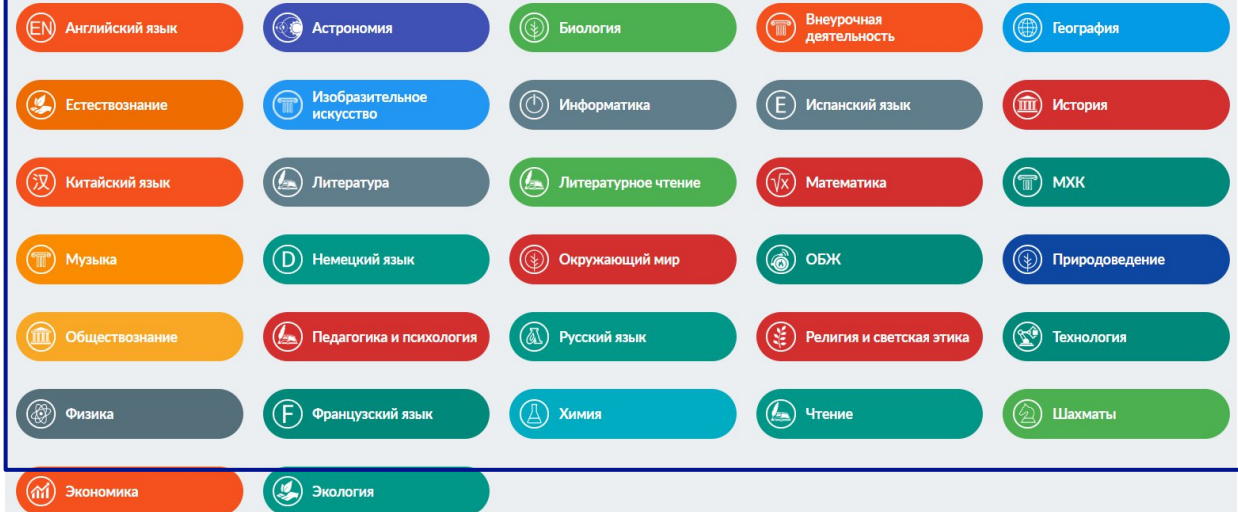 EN Английский язык
Астрономия
Биология
Внеурочная
деятельность
География
Естествознание
Изобразительное
искусство
Информатика
E Испанский язык
История
汉 Китайский язык
Литература
Литературное чтение
√x Математика
МХК
Музыка
D Немецкий язык
Окружающий мир
ОБЖ
Природоведение
Обществознание
Педагогика и психология
Русский язык
Религия и светская этика
Технология
Физика
F Французский язык
Химия
Чтение
Шахматы
Экономика
Экология